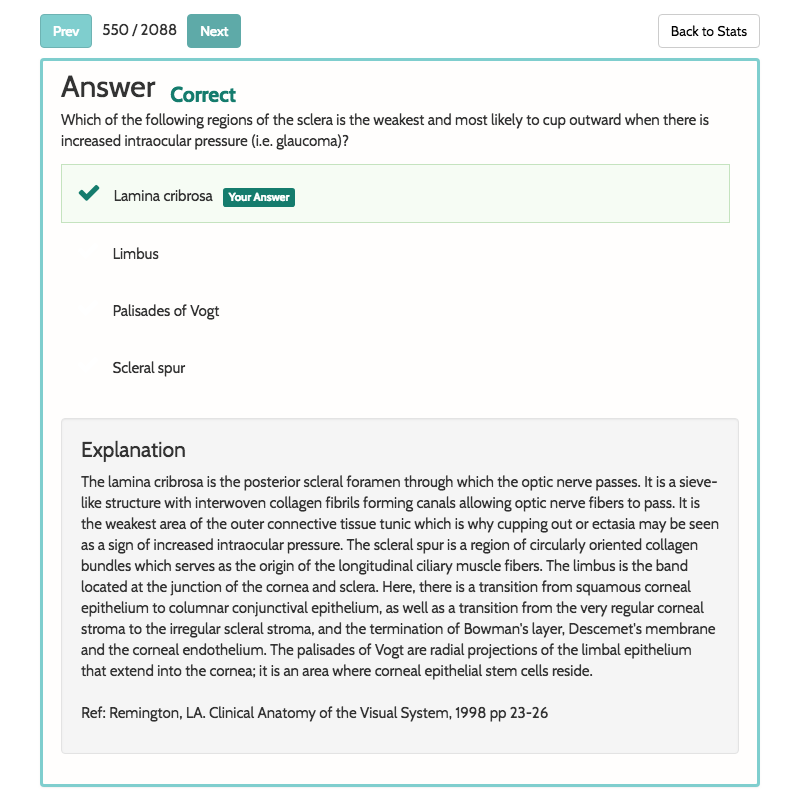 Prev 550 / 2088 Next Back to Stats
Answer Correct
Which of the following regions of the sclera is the weakest and most likely to cup outward when there is
increased intraocular pressure (i.e. glaucoma)?
Lamina cribrosa Your Answer
Limbus
Palisades of Vogt
Scleral spur
Explanation
The lamina cribrosa is the posterior scleral foramen through which the optic nerve passes. It is a sieve-
like structure with interwoven collagen fibrils forming canals allowing optic nerve fibers to pass. It is
the weakest area of the outer connective tissue tunic which is why cupping out or ectasia may be seen
as a sign of increased intraocular pressure. The scleral spur is a region of circularly oriented collagen
bundles which serves as the origin of the longitudinal ciliary muscle fibers. The limbus is the band
located at the junction of the cornea and sclera. Here, there is a transition from squamous corneal
epithelium to columnar conjunctival epithelium, as well as a transition from the very regular corneal
stroma to the irregular scleral stroma, and the termination of Bowman's layer, Descemet's membrane
and the corneal endothelium. The palisades of Vogt are radial projections of the limbal epithelium
that extend into the cornea; it is an area where corneal epithelial stem cells reside.
Ref: Remington, LA. Clinical Anatomy of the Visual System, 1998 pp 23-26